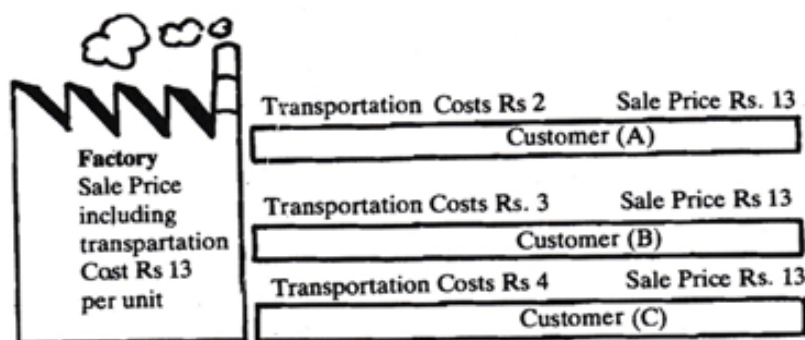 Factory
Sale Price
including
transpartation
Cost Rs 13
per unit
Transportation Costs Rs 2 Sale Price Rs. 13
Customer (A)
Transportation Costs Rs. 3 Sale Price Rs 13
Customer (B)
Transportation Costs Rs 4 Sale Price Rs. 13
Customer (C)